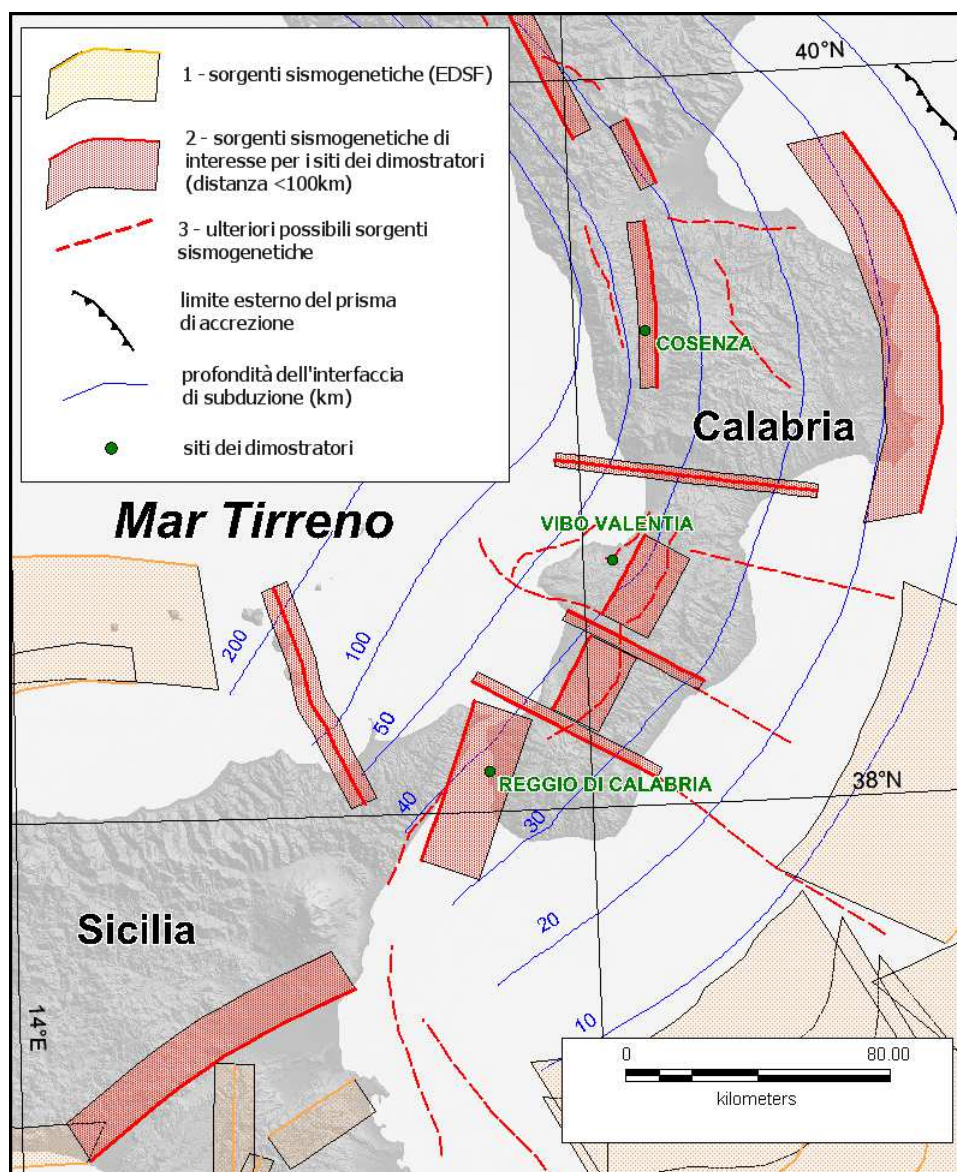 1 - sorgenti sismogenetiche (EDSF)
2 - sorgenti sismogenetiche di
interesse per i siti dei dimostratori
(distanza <100km)
3 - ulteriori possibili sorgenti
sismogenetiche
limite esterno del prisma
di accrezione
profondità dell'interfaccia
di subduzione (km)
siti dei dimostratori
40°N
COSENZA
Calabria
Mar Tirreno
VIBO VALENTIA
200
100
50
40
REGGIO DI CALABRIA
38°N
30
20
10
Sicilia
14°E
0 80.00
kilometers